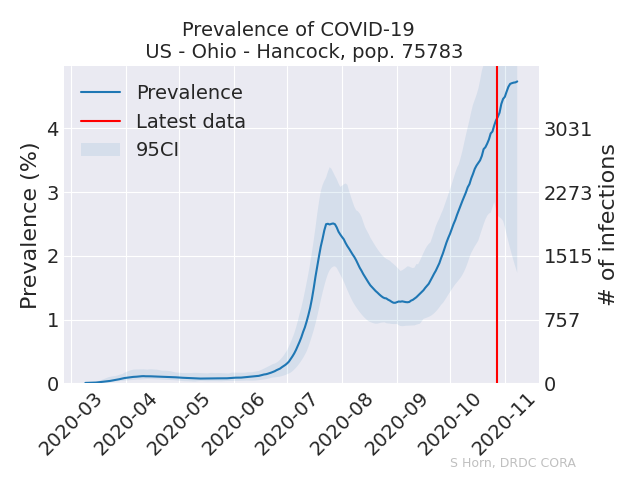 Prevalence of COVID-19
US - Ohio - Hancock, pop. 75783
Prevalence
Latest data
95CI
Prevalence (%)
4
3
2
1
0
3031
2273
1515
757
0
# of infections
2020-03
2020-04
2020-05
2020-06
2020-07
2020-08
2020-09
2020-10
2020-11
S Horn, DRDC CORA